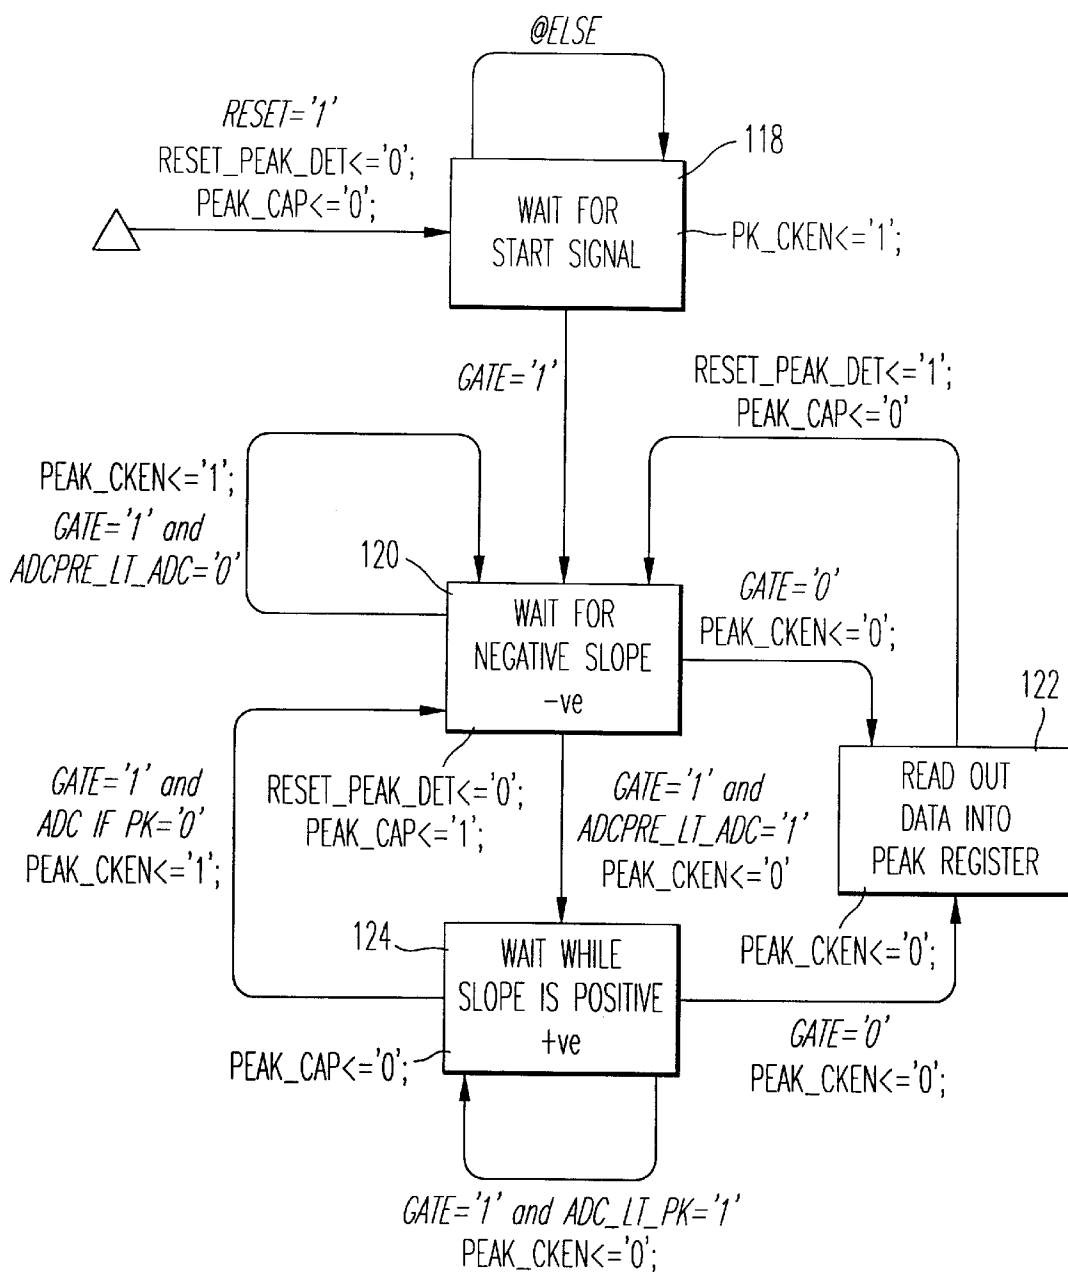 @ELSE
RESET='1'
RESET_PEAK_DET<='0';
PEAK_CAP<='0';
118
WAIT FOR
START SIGNAL
PK_CKEN<='1';
GATE='1'
RESET_PEAK_DET<='1';
PEAK_CAP<='0'
PEAK_CKEN<='1';
GATE='1' and
ADCPRE_LT_ADC='0'
120
WAIT FOR
NEGATIVE SLOPE
-ve
GATE='0'
PEAK_CKEN<='0';
122
READ OUT
DATA INTO
PEAK REGISTER
GATE='1' and
ADC IF PK='0'
PEAK_CKEN<='1';
RESET_PEAK_DET<='0';
PEAK_CAP<='1';
GATE='1' and
ADCPRE_LT_ADC='1'
PEAK_CKEN<='0'
PEAK_CKEN<='0';
124
WAIT WHILE
SLOPE IS POSITIVE
+ve
PEAK_CAP<='0';
GATE='0'
PEAK_CKEN<='0';
GATE='1' and ADC_LT_PK='1'
PEAK_CKEN<='0';